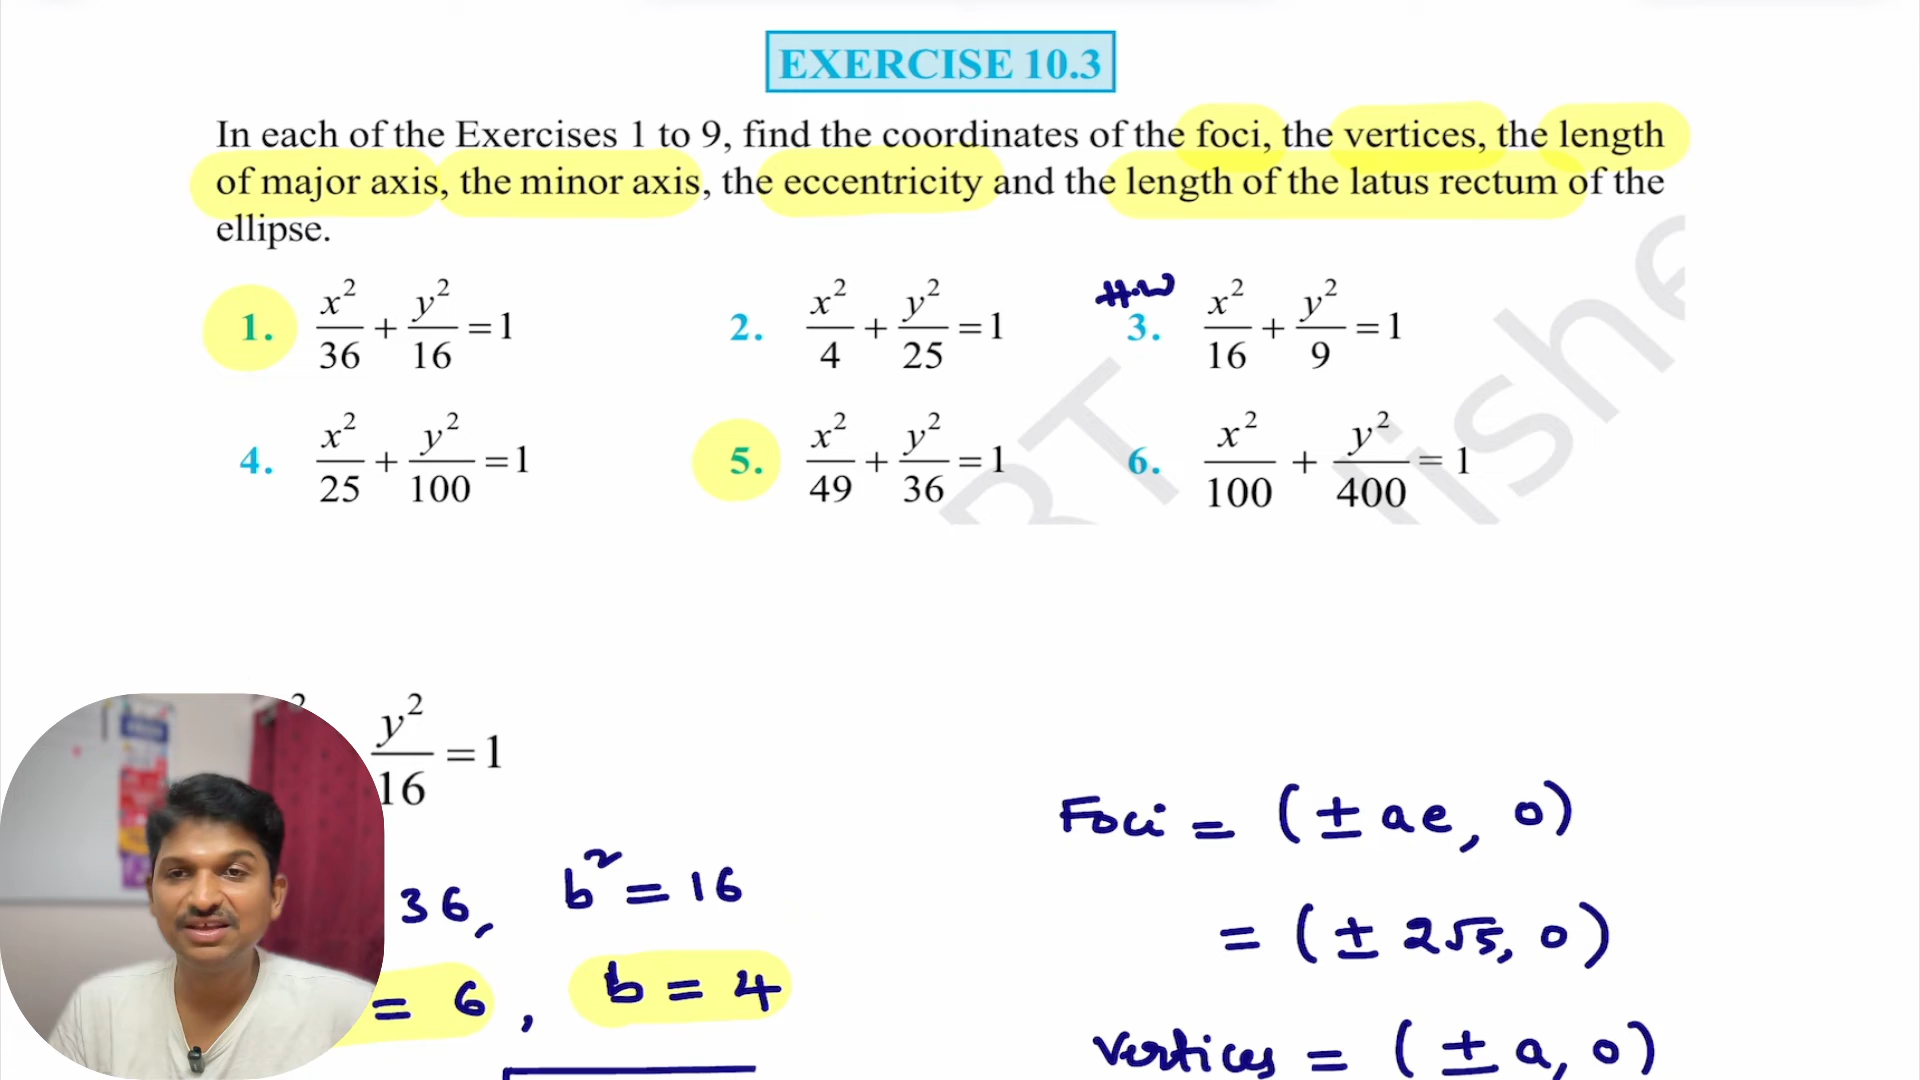 EXERCISE 10.3
In each of the Exercises 1 to 9, find the coordinates of the foci, the vertices, the length
of major axis, the minor axis, the eccentricity and the length of the latus rectum of the
ellipse.
1. x²/36 + y²/16 = 1 2. x²/4 + y²/25 = 1 H.W 3. x²/16 + y²/9 = 1
4. x²/25 + y²/100 = 1 5. x²/49 + y²/36 = 1 6. x²/100 + y²/400 = 1
y²/16 = 1
Foci = (± ae, 0)
36, b² = 16
= (± 2√5, 0)
= 6, b = 4
Vertices = (± a, 0)